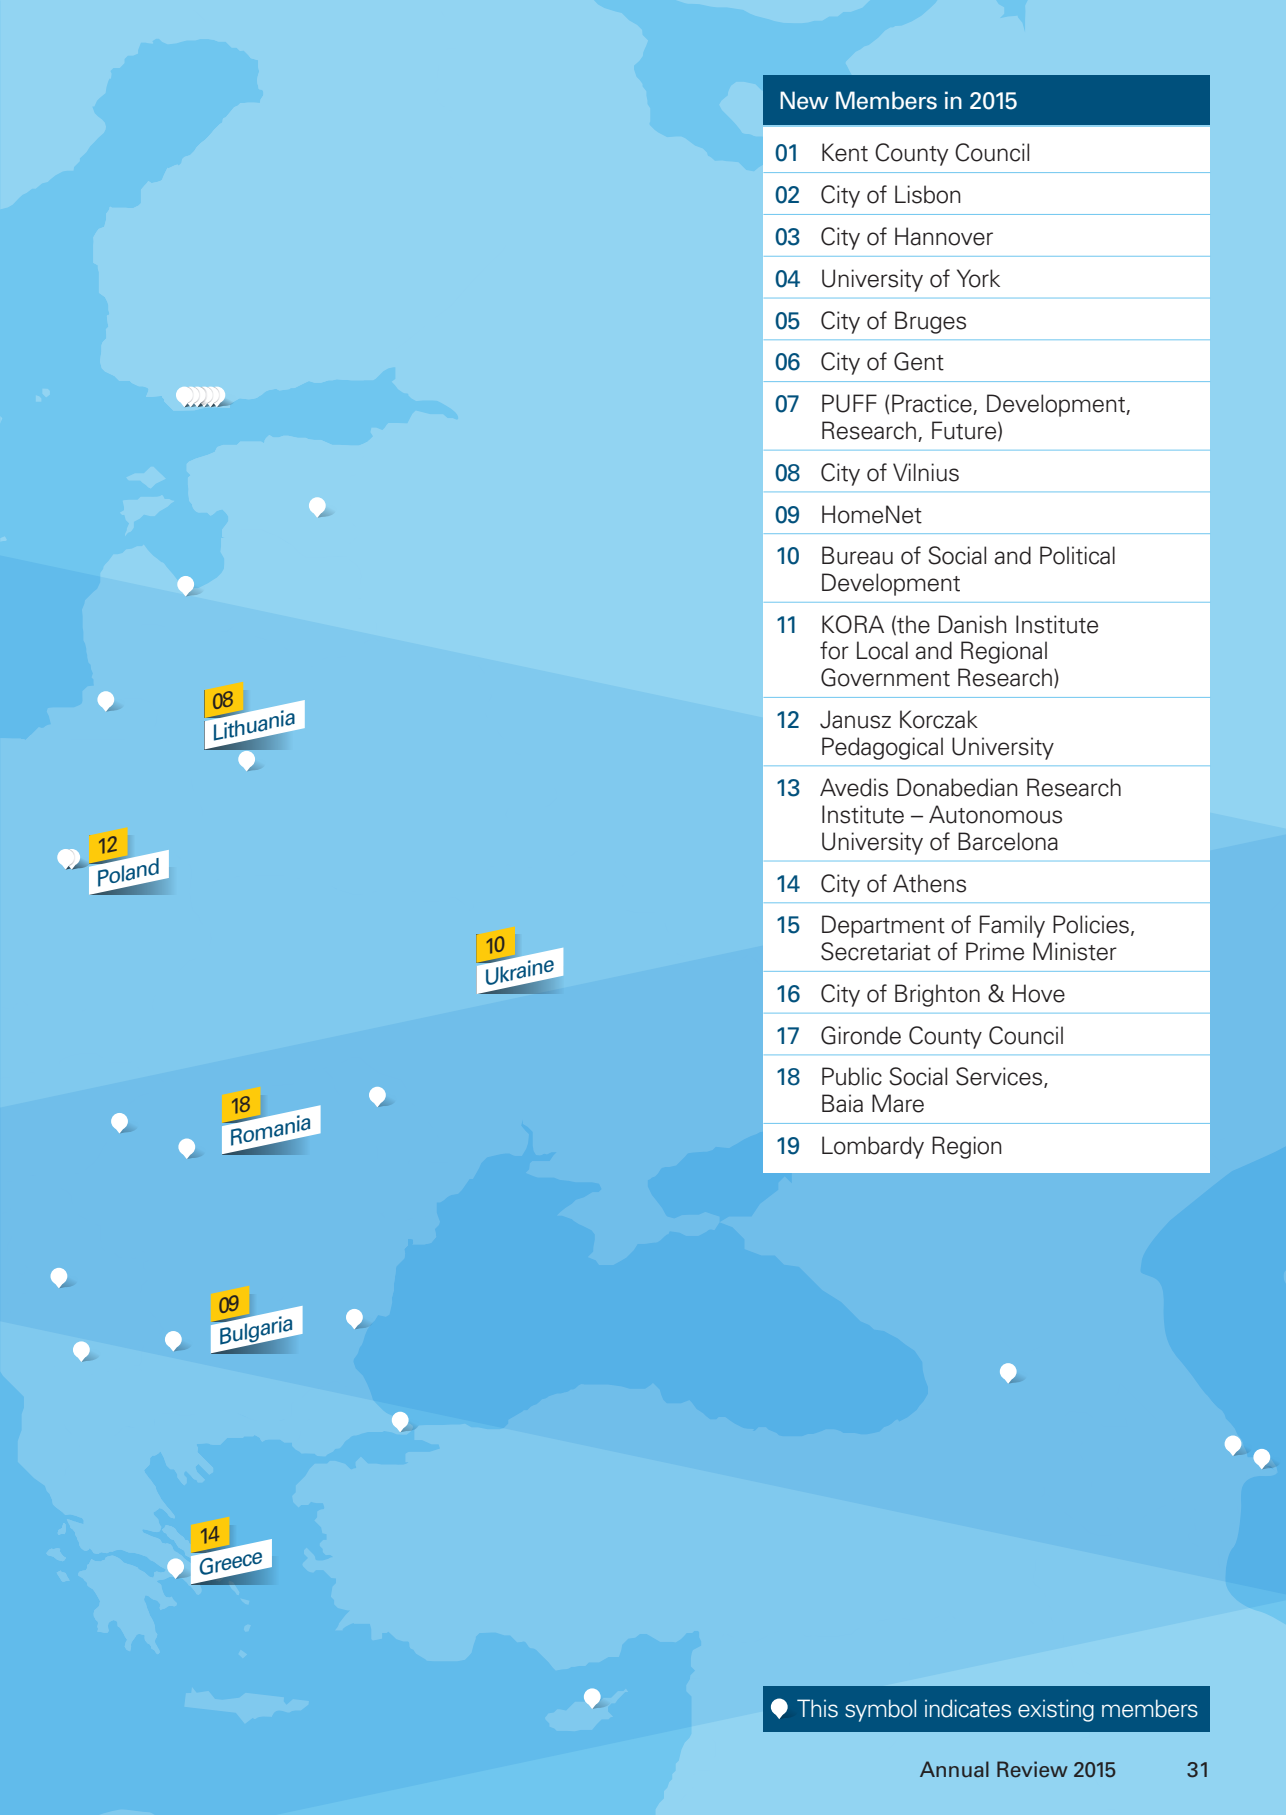 New Members in 2015
01 Kent County Council
02 City of Lisbon
03 City of Hannover
04 University of York
05 City of Bruges
06 City of Gent
07 PUFF (Practice, Development,
Research, Future)
08 City of Vilnius
09 HomeNet
10 Bureau of Social and Political
Development
11 KORA (the Danish Institute
for Local and Regional
Government Research)
12 Janusz Korczak
Pedagogical University
13 Avedis Donabedian Research
Institute – Autonomous
University of Barcelona
14 City of Athens
15 Department of Family Policies,
Secretariat of Prime Minister
16 City of Brighton & Hove
17 Gironde County Council
18 Public Social Services,
Baia Mare
19 Lombardy Region
08
Lithuania
12
Poland
10
Ukraine
18
Romania
09
Bulgaria
14
Greece
This symbol indicates existing members
Annual Review 2015 31